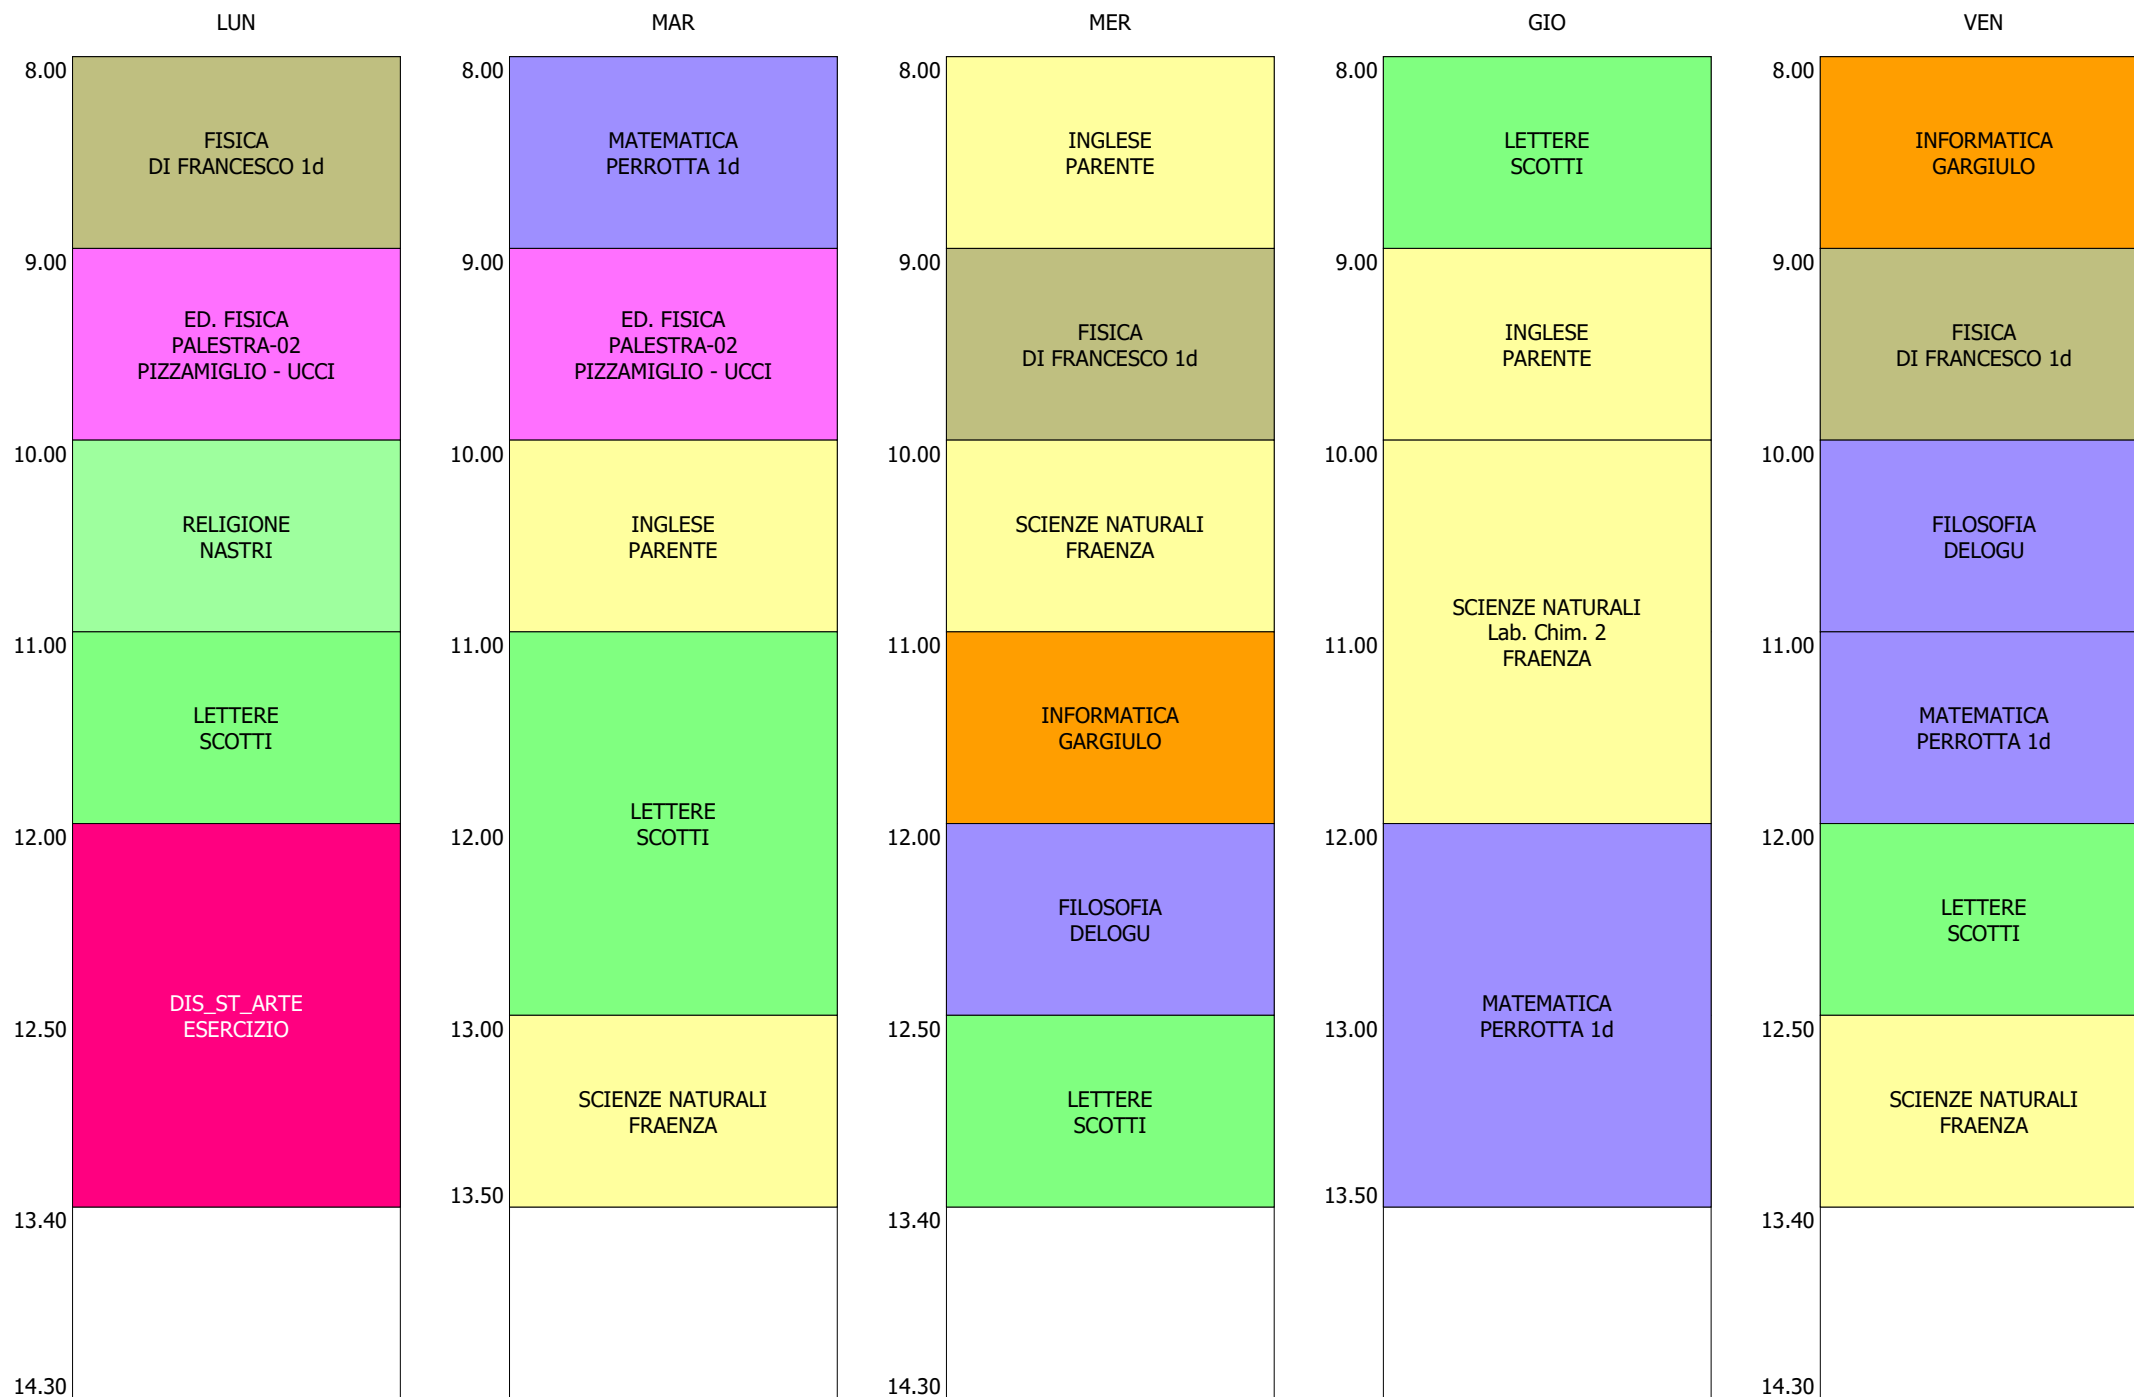 LUN
8.00
FISICA
DI FRANCESCO 1d
9.00
ED. FISICA
PALESTRA-02
PIZZAMIGLIO - UCCI
10.00
RELIGIONE
NASTRI
11.00
LETTERE
SCOTTI
12.00
DIS_ST_ARTE
ESERCIZIO
12.50
13.40
14.30
MAR
8.00
MATEMATICA
PERROTTA 1d
9.00
ED. FISICA
PALESTRA-02
PIZZAMIGLIO - UCCI
10.00
INGLESE
PARENTE
11.00
LETTERE
SCOTTI
12.00
13.00
SCIENZE NATURALI
FRAENZA
13.50
MER
8.00
INGLESE
PARENTE
9.00
FISICA
DI FRANCESCO 1d
10.00
SCIENZE NATURALI
FRAENZA
11.00
INFORMATICA
GARGIULO
12.00
FILOSOFIA
DELOGU
12.50
LETTERE
SCOTTI
13.40
14.30
GIO
8.00
LETTERE
SCOTTI
9.00
INGLESE
PARENTE
10.00
SCIENZE NATURALI
Lab. Chim. 2
FRAENZA
11.00
12.00
MATEMATICA
PERROTTA 1d
13.00
13.50
VEN
8.00
INFORMATICA
GARGIULO
9.00
FISICA
DI FRANCESCO 1d
10.00
FILOSOFIA
DELOGU
11.00
MATEMATICA
PERROTTA 1d
12.00
LETTERE
SCOTTI
12.50
SCIENZE NATURALI
FRAENZA
13.40
14.30